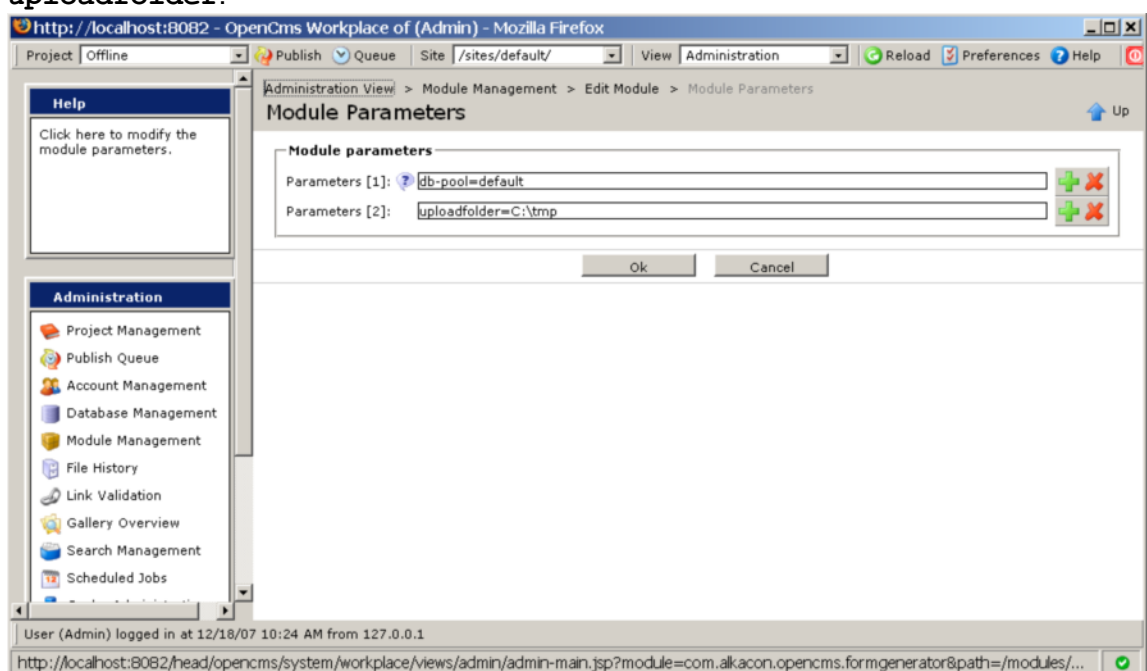 uploadfolder.
http://localhost:8082 - OpenCms Workplace of (Admin) - Mozilla Firefox
Project Offline Publish Queue Site /sites/default/ View Administration Reload Preferences Help
Help
Click here to modify the
module parameters.
Administration View > Module Management > Edit Module > Module Parameters
Module Parameters
Up
Module parameters
Parameters [1]: db-pool=default
Parameters [2]: uploadfolder=C:\tmp
Ok Cancel
Administration
Project Management
Publish Queue
Account Management
Database Management
Module Management
File History
Link Validation
Gallery Overview
Search Management
Scheduled Jobs
User (Admin) logged in at 12/18/07 10:24 AM from 127.0.0.1
http://localhost:8082/head/opencms/system/workplace/views/admin/admin-main.jsp?module=com.alkacon.opencms.formgenerator&path=/modules/...